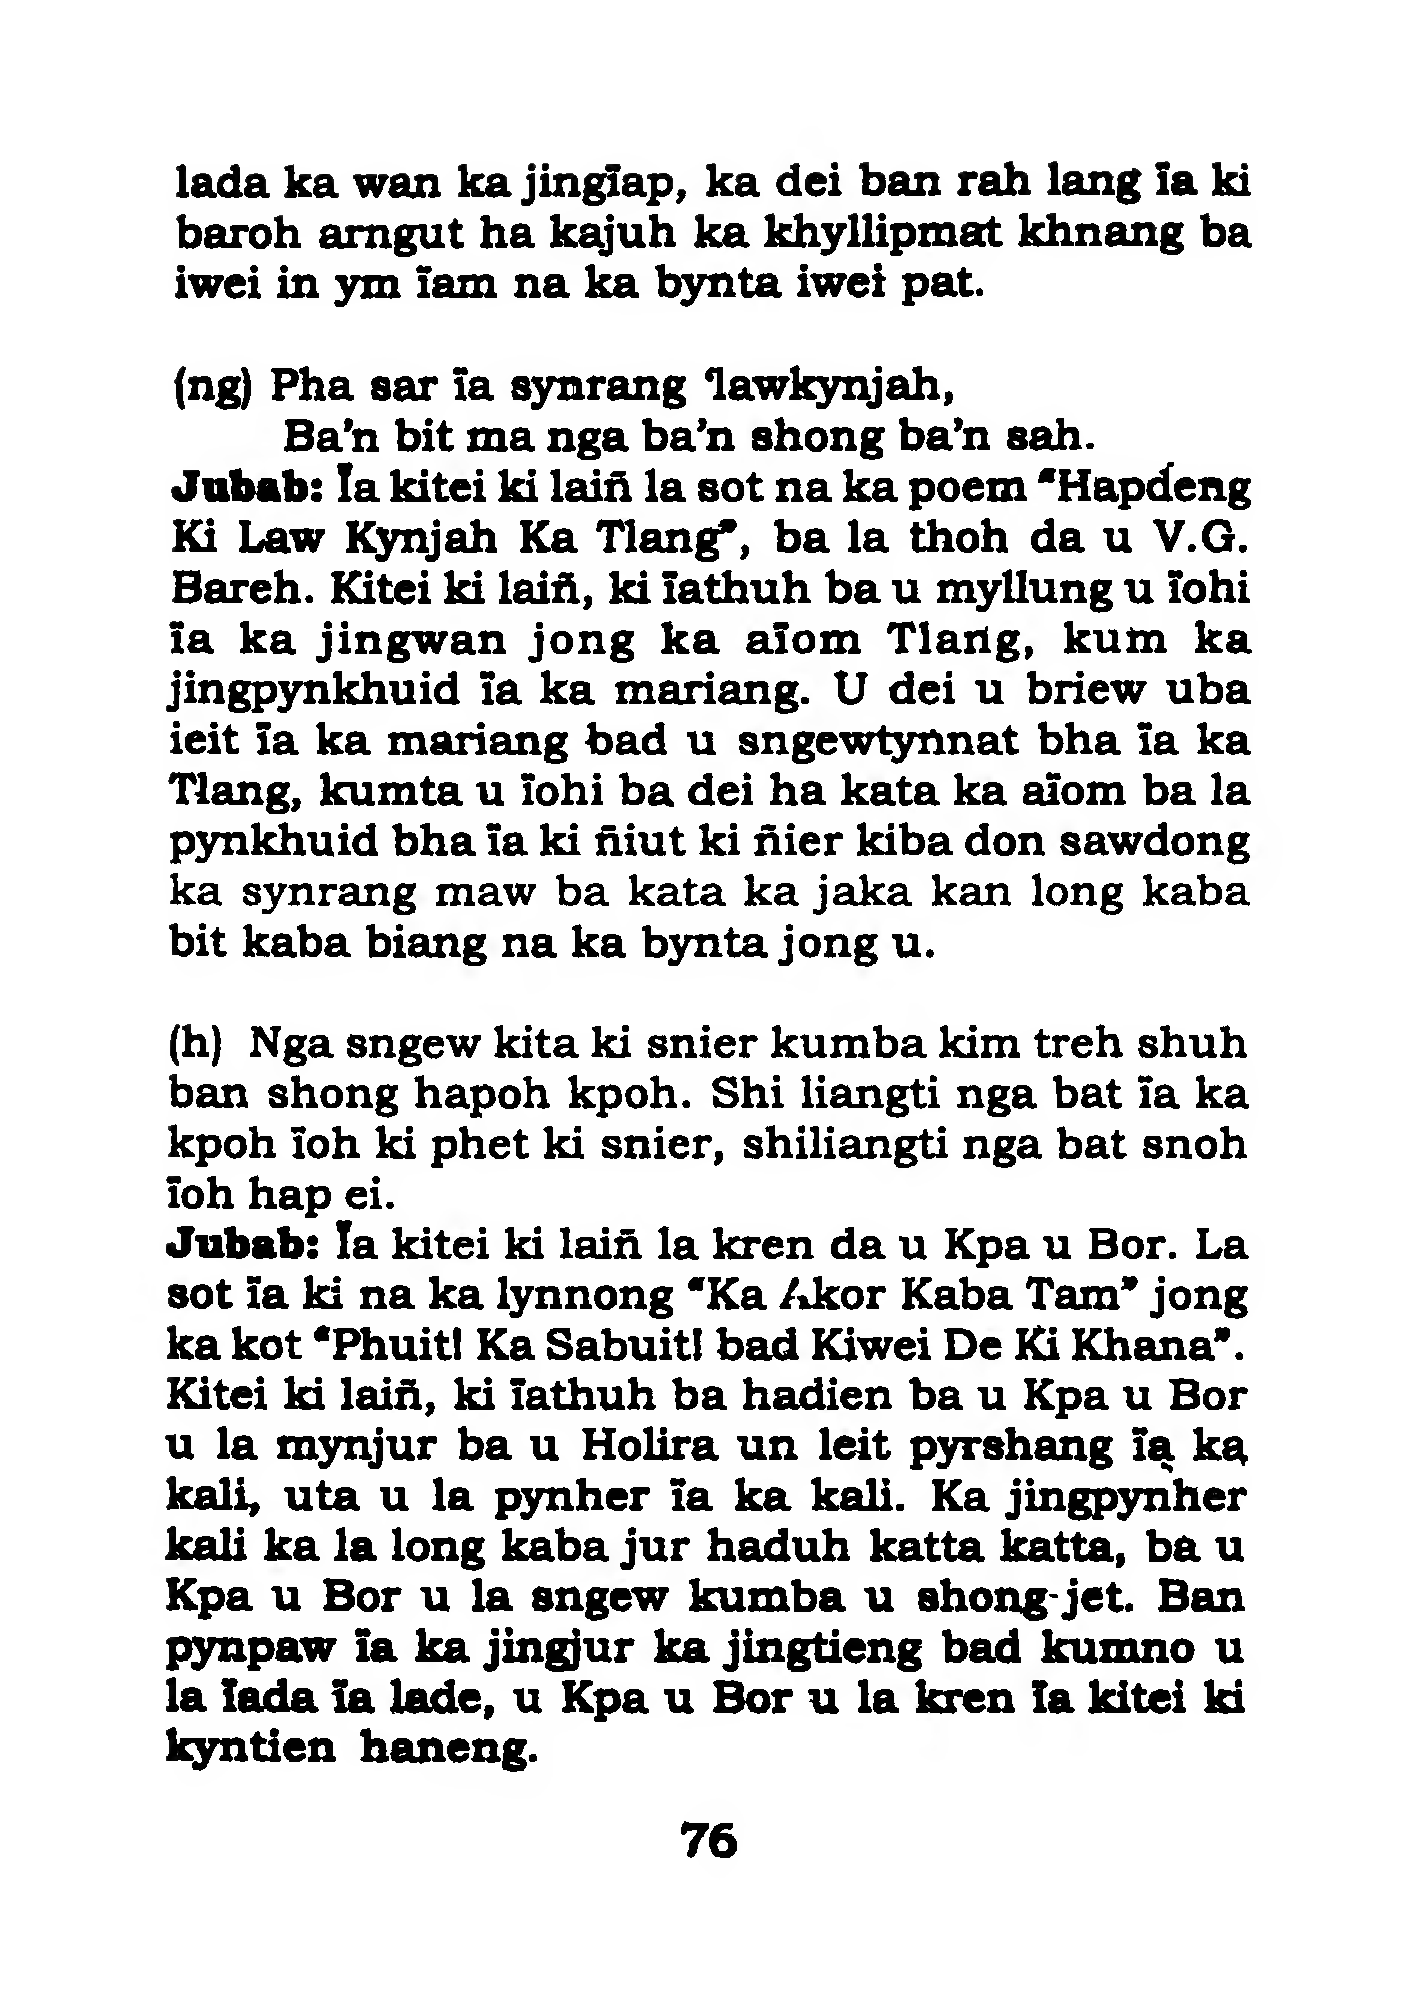 lada ka wan ka jingïap, ka dei ban rah lang ïa ki
baroh arngut ha kajuh ka khyllipmat khnang ba
iwei in ym ïam na ka bynta iwei pat.
(ng) Pha sar ïa synrang 'lawkynjah,
Ba'n bit ma nga ba'n shong ba'n sah.
Jubab: Ïa kitei ki laiñ la sot na ka poem "Hapdeng
Ki Law Kynjah Ka Tlang", ba la thoh da u V.G.
Bareh. Kitei ki laiñ, ki ïathuh ba u myllung u ïohi
ïa ka jingwan jong ka aïom Tlang, kum ka
jingpynkhuid ïa ka mariang. U dei u briew uba
ieit ïa ka mariang bad u sngewtynnat bha ïa ka
Tlang, kumta u ïohi ba dei ha kata ka aïom ba la
pynkhuid bha ïa ki ñiut ki ñier kiba don sawdong
ka synrang maw ba kata ka jaka kan long kaba
bit kaba biang na ka bynta jong u.
(h) Nga sngew kita ki snier kumba kim treh shuh
ban shong hapoh kpoh. Shi liangti nga bat ïa ka
kpoh ïoh ki phet ki snier, shiliangti nga bat snoh
ïoh hap ei.
Jubab: Ïa kitei ki laiñ la kren da u Kpa u Bor. La
sot ïa ki na ka lynnong "Ka Akor Kaba Tam" jong
ka kot "Phuit! Ka Sabuit! bad Kiwei De Ki Khana".
Kitei ki laiñ, ki ïathuh ba hadien ba u Kpa u Bor
u la mynjur ba u Holira un leit pyrshang ïa ka
kali, uta u la pynher ïa ka kali. Ka jingpynher
kali ka la long kaba jur haduh katta katta, ba u
Kpa u Bor u la sngew kumba u shong-jet. Ban
pynpaw ïa ka jingjur ka jingtieng bad kumno u
la ïada ïa lade, u Kpa u Bor u la kren ïa kitei ki
kyntien haneng.
76